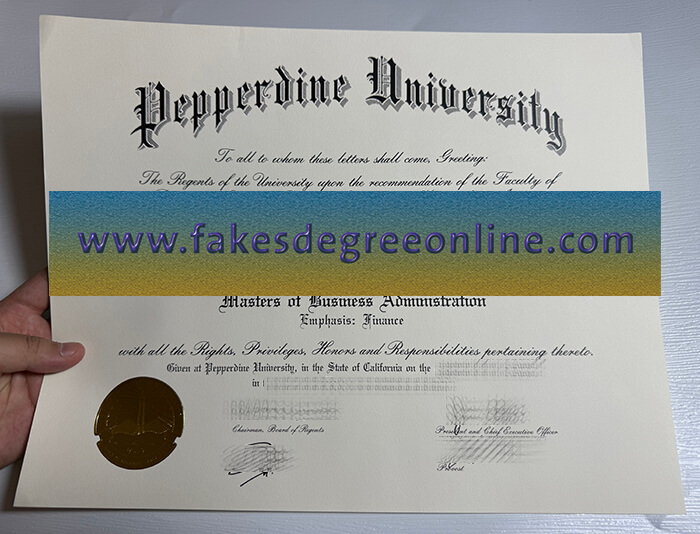 Pepperdine University
To all to whom these letters shall come, Greeting:
The Regents of the University upon the recommendation of the Faculty of
www.fakesdegreeonline.com
Masters of Business Administration
Emphasis: Finance
with all the Rights, Privileges, Honors and Responsibilities pertaining thereto.
Given at Pepperdine University, in the State of California on the
in
Chairman, Board of Regents
President and Chief Executive Officer
Provost